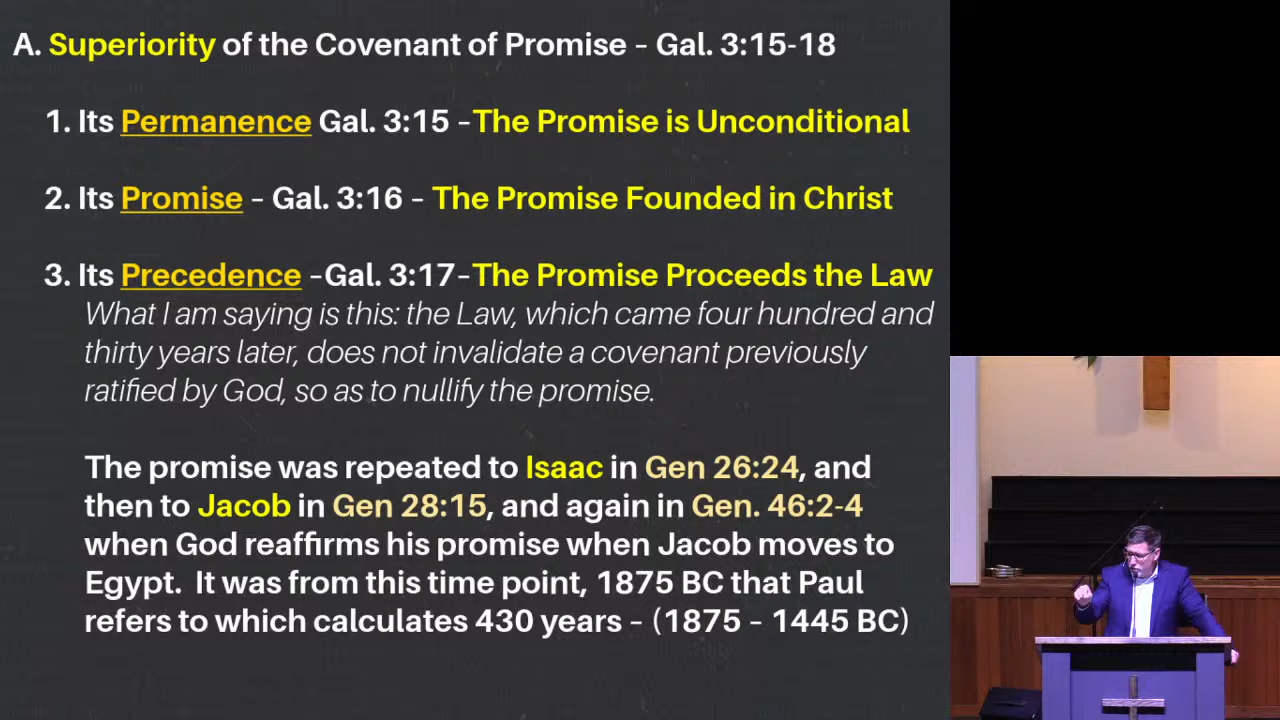 A. Superiority of the Covenant of Promise – Gal. 3:15-18
1. Its Permanence Gal. 3:15 –The Promise is Unconditional
2. Its Promise – Gal. 3:16 – The Promise Founded in Christ
3. Its Precedence –Gal. 3:17–The Promise Proceeds the Law
What I am saying is this: the Law, which came four hundred and
thirty years later, does not invalidate a covenant previously
ratified by God, so as to nullify the promise.
The promise was repeated to Isaac in Gen 26:24, and
then to Jacob in Gen 28:15, and again in Gen. 46:2-4
when God reaffirms his promise when Jacob moves to
Egypt.  It was from this time point, 1875 BC that Paul
refers to which calculates 430 years – (1875 – 1445 BC)